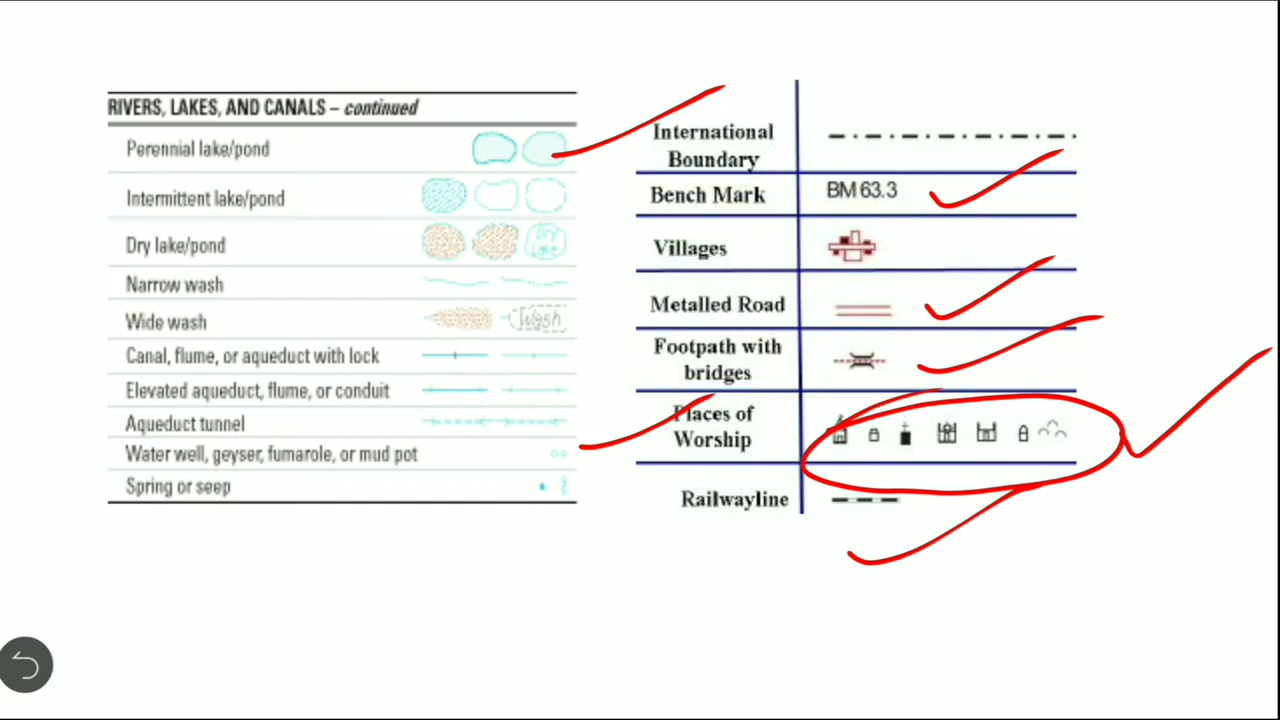 RIVERS, LAKES, AND CANALS – continued
Perennial lake/pond
Intermittent lake/pond
Dry lake/pond
Dry
Lake
Narrow wash
Wide wash
Wash
Canal, flume, or aqueduct with lock
Elevated aqueduct, flume, or conduit
Aqueduct tunnel
Water well, geyser, fumarole, or mud pot
Spring or seep
International
Boundary
Bench Mark
BM 63.3
Villages
Metalled Road
Footpath with
bridges
Places of
Worship
Railwayline